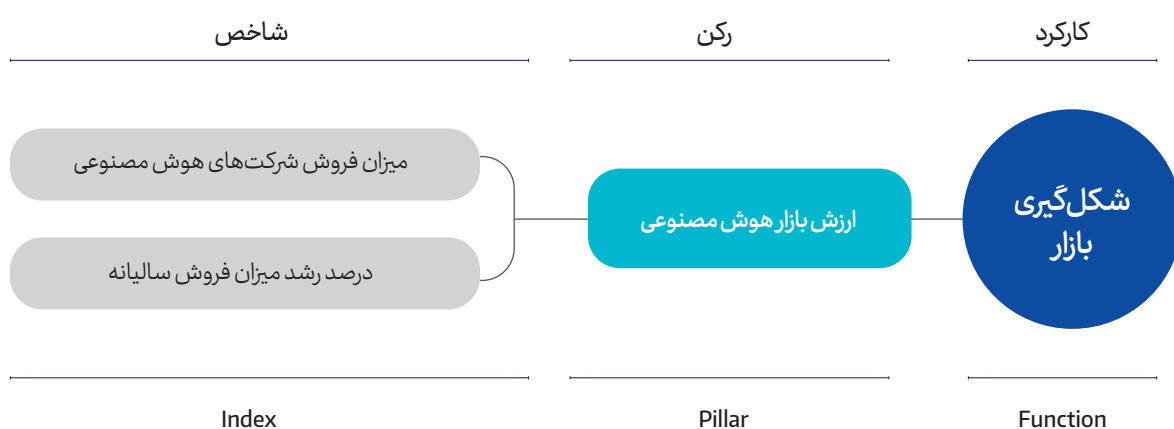 کارکرد
رکن
شاخص
شکل‌گیری
بازار
ارزش بازار هوش مصنوعی
میزان فروش شرکت‌های هوش مصنوعی
درصد رشد میزان فروش سالیانه
Index
Pillar
Function